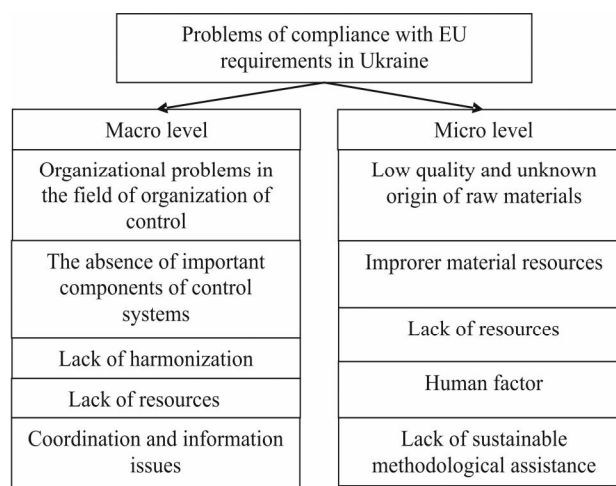 Problems of compliance with EU
requirements in Ukraine
Macro level
Organizational problems in
the field of organization of
control
The absence of important
components of control
systems
Lack of harmonization
Lack of resources
Coordination and information
issues
Micro level
Low quality and unknown
origin of raw materials
Improrer material resources
Lack of resources
Human factor
Lack of sustainable
methodological assistance